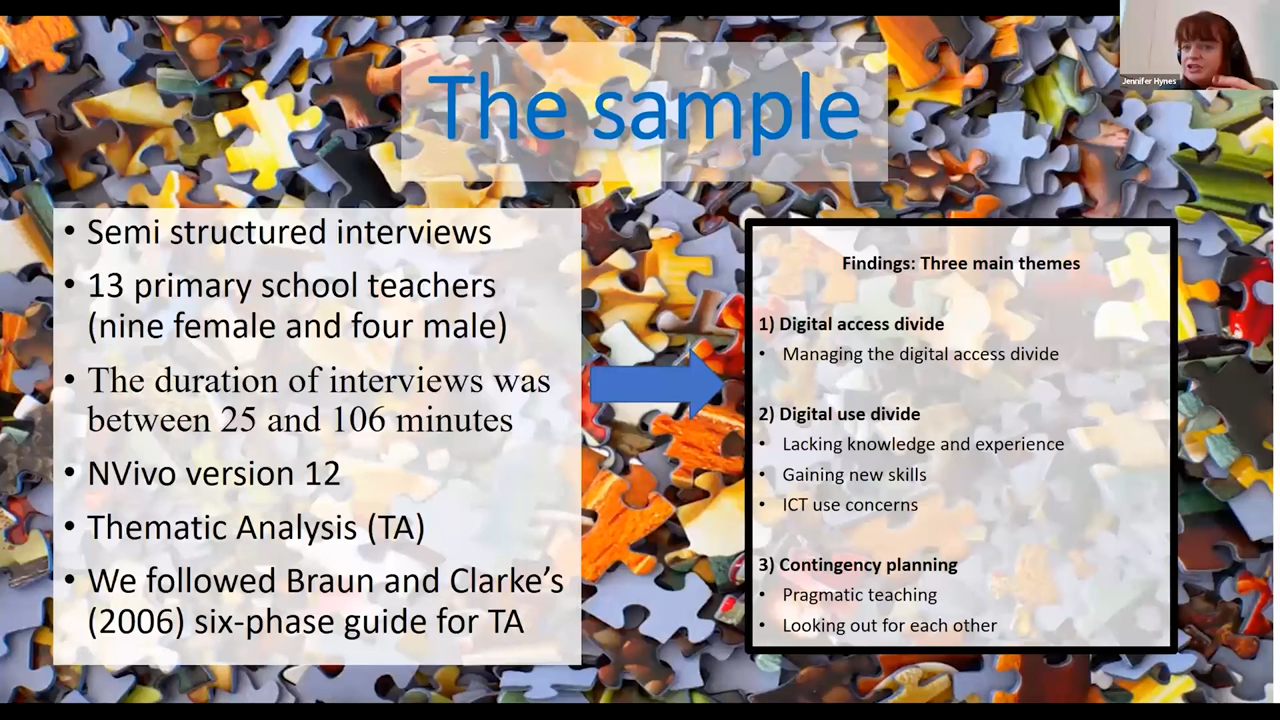 The sample
Jennifer Hynes
• Semi structured interviews
• 13 primary school teachers
(nine female and four male)
• The duration of interviews was
between 25 and 106 minutes
• NVivo version 12
• Thematic Analysis (TA)
• We followed Braun and Clarke’s
(2006) six-phase guide for TA
Findings: Three main themes
1) Digital access divide
• Managing the digital access divide
2) Digital use divide
• Lacking knowledge and experience
• Gaining new skills
• ICT use concerns
3) Contingency planning
• Pragmatic teaching
• Looking out for each other